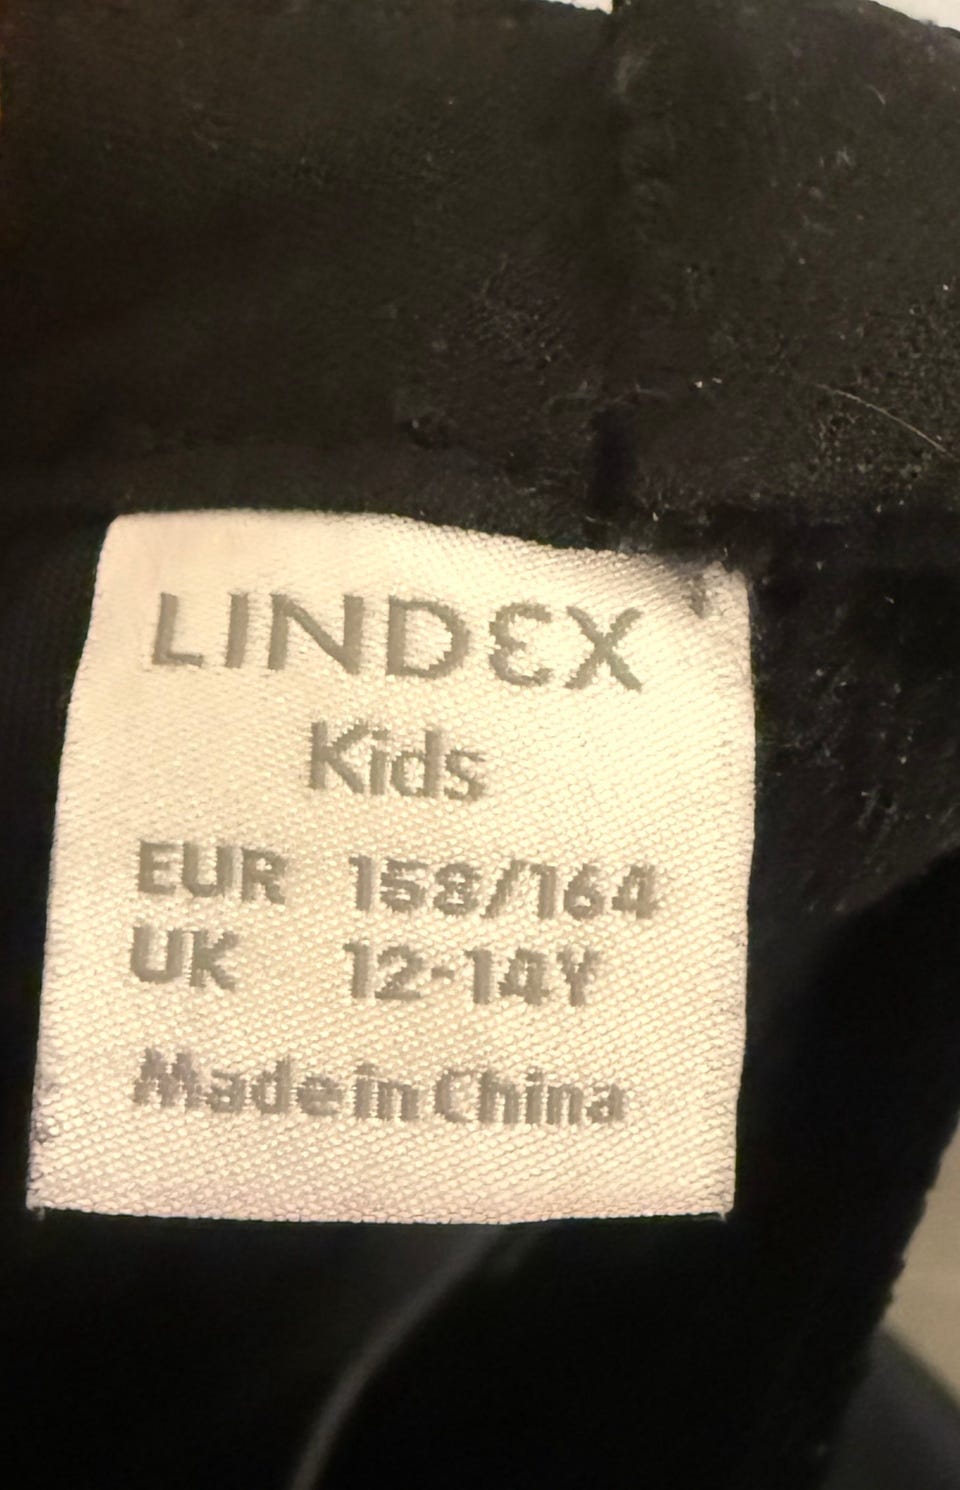 LINDEX
Kids
EUR 158/164
UK 12-14Y
Made in China